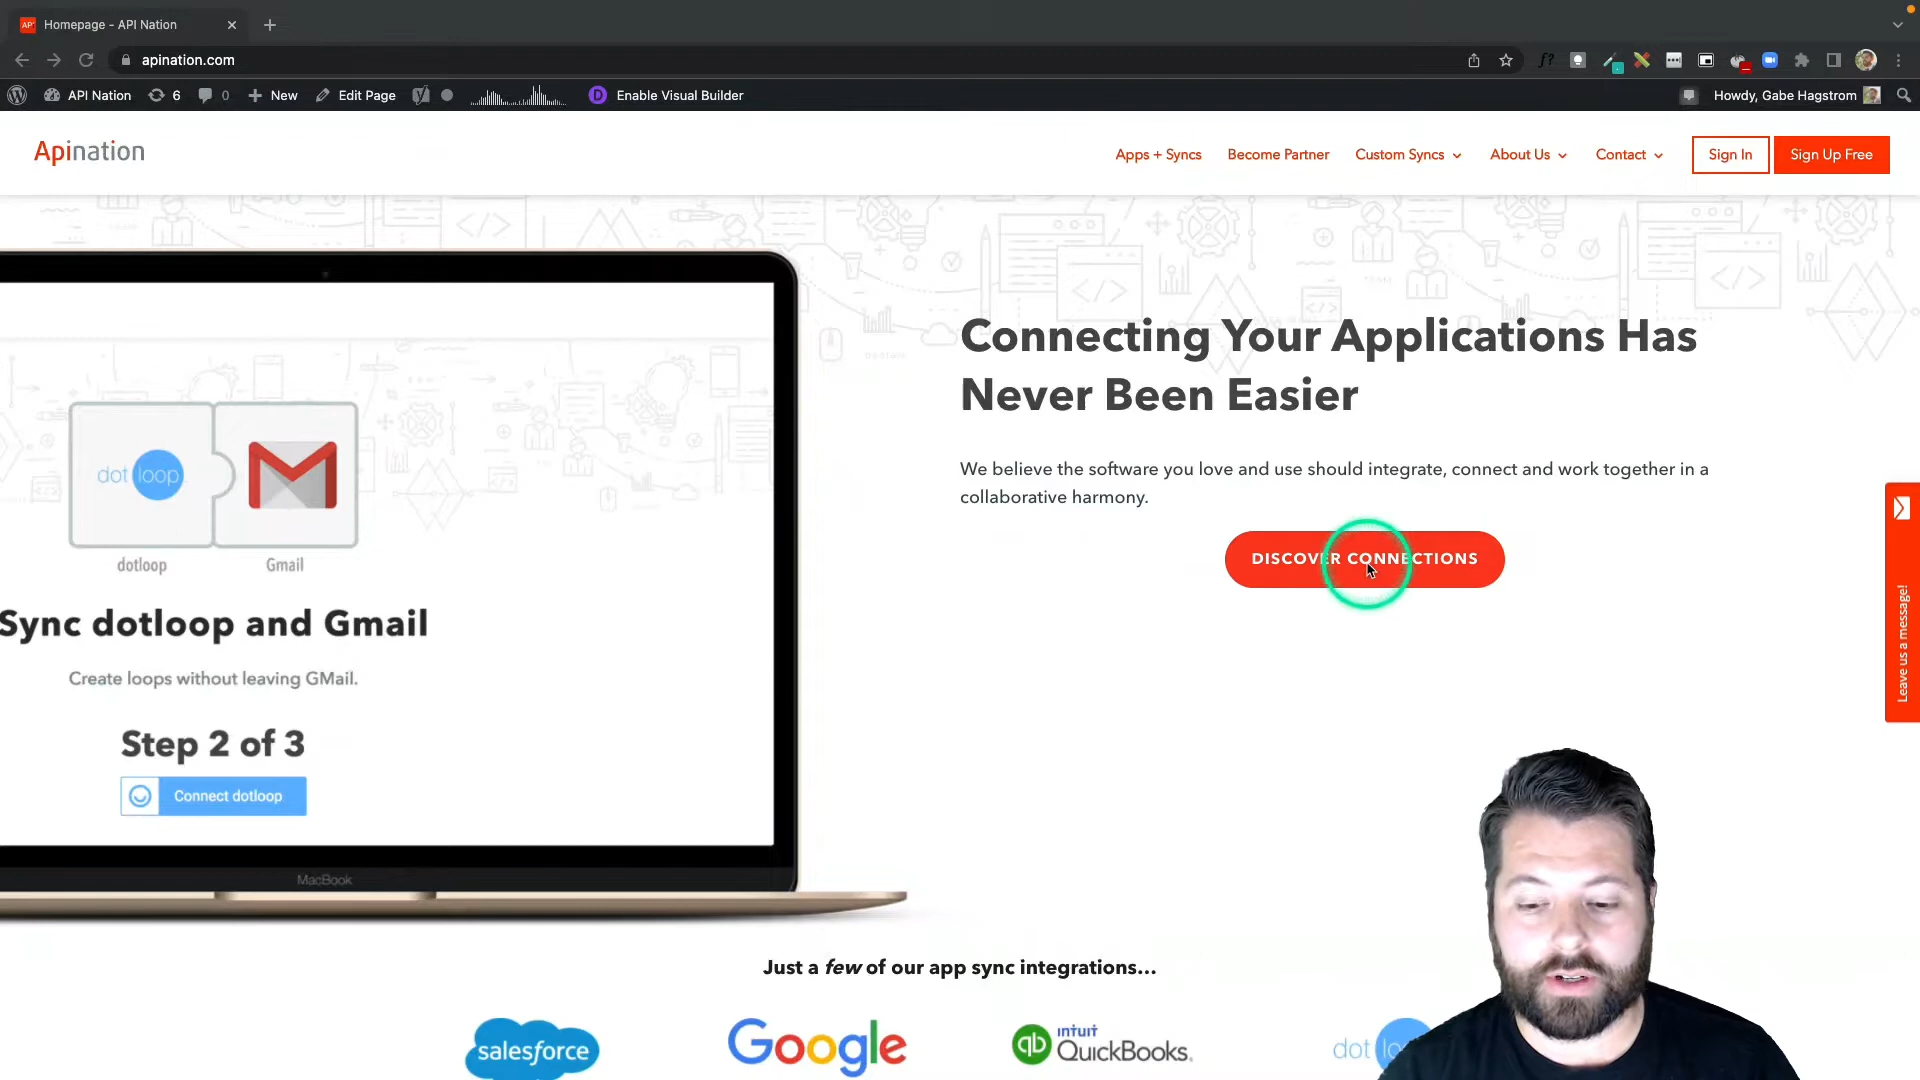 Homepage - API Nation
apination.com
API Nation 6 0 New Edit Page Enable Visual Builder Howdy, Gabe Hagstrom
Apination
Apps + Syncs Become Partner Custom Syncs About Us Contact Sign In Sign Up Free
Connecting Your Applications Has
Never Been Easier
We believe the software you love and use should integrate, connect and work together in a
collaborative harmony.
DISCOVER CONNECTIONS
Leave us a message!
dotloop
dotloop Gmail
Sync dotloop and Gmail
Create loops without leaving GMail.
Step 2 of 3
Connect dotloop
MacBook
Just a few of our app sync integrations...
salesforce
Google
qb intuit
QuickBooks.
dot